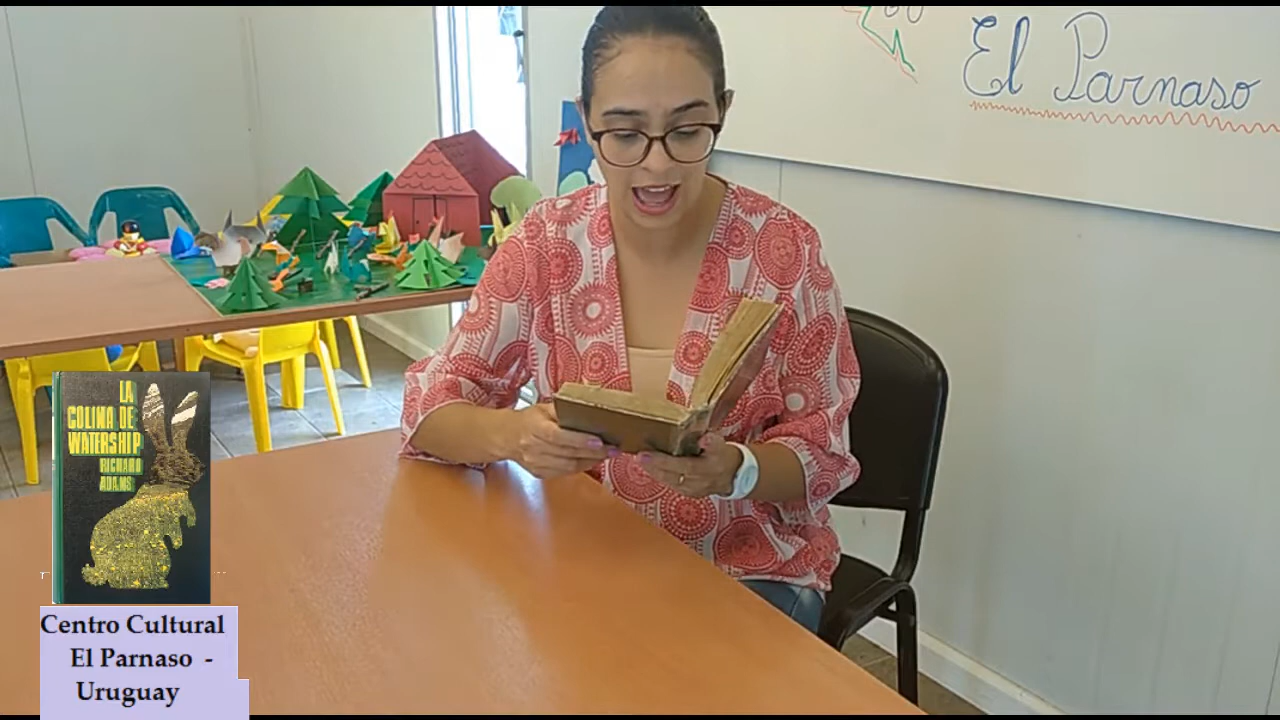 El Parnaso
LA
COLINA DE
WATERSHIP
RICHARD
ADAMS
Centro Cultural
El Parnaso -
Uruguay